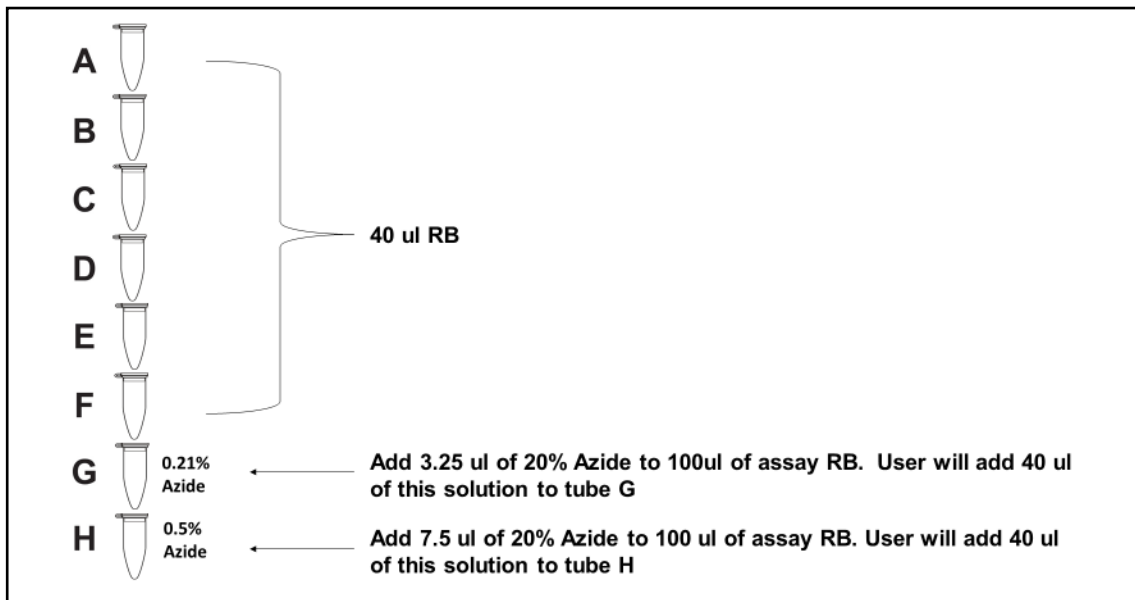 A
B
C
D
40 ul RB
E
F
G
0.21%
Azide
Add 3.25 ul of 20% Azide to 100ul of assay RB.  User will add 40 ul
of this solution to tube G
H
0.5%
Azide
Add 7.5 ul of 20% Azide to 100 ul of assay RB. User will add 40 ul
of this solution to tube H